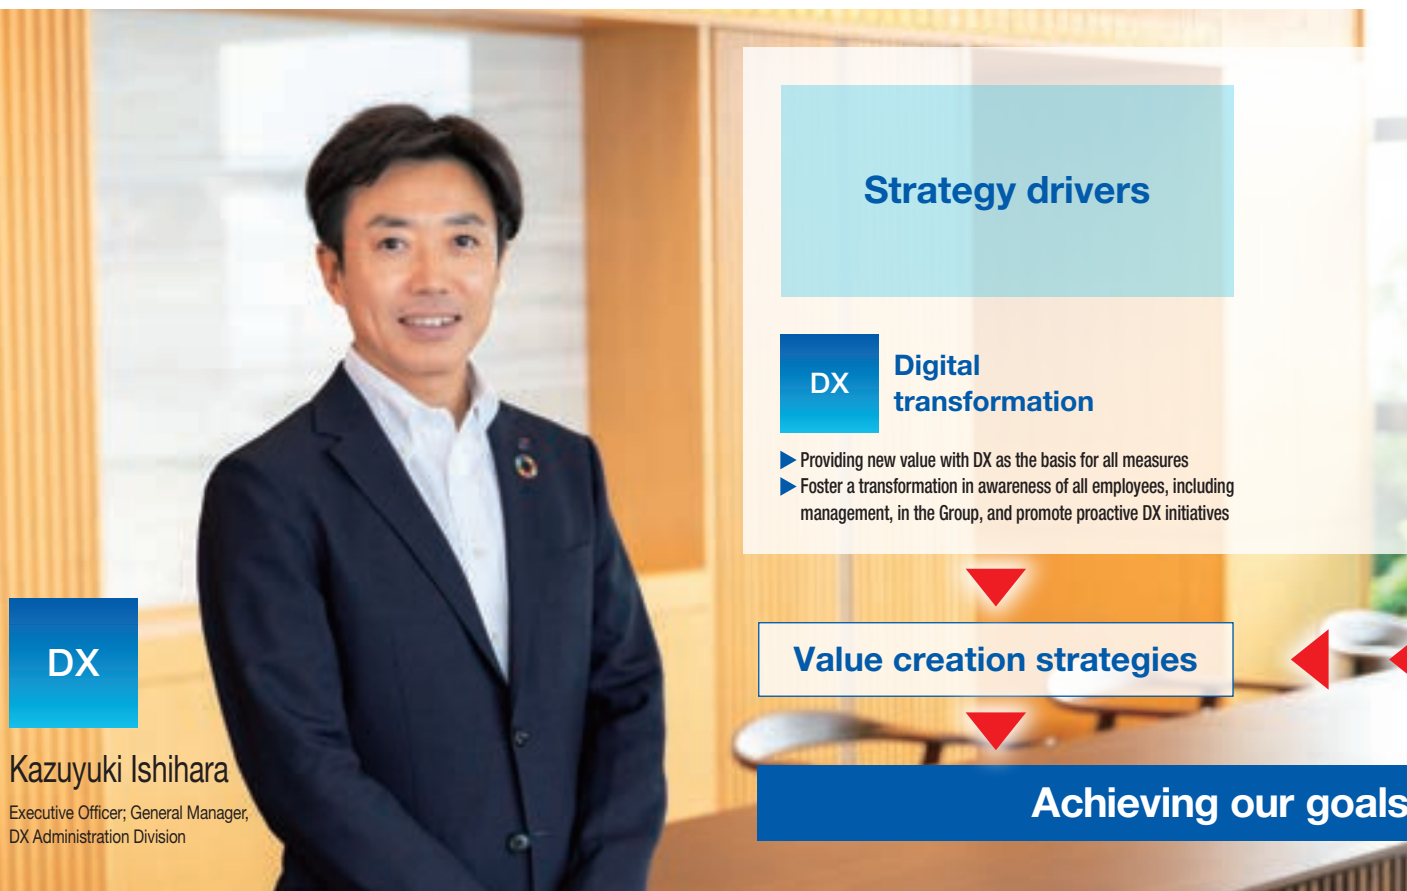 Strategy drivers
DX
Digital
transformation
Providing new value with DX as the basis for all measures
Foster a transformation in awareness of all employees, including
management, in the Group, and promote proactive DX initiatives
Value creation strategies
Achieving our goals
DX
Kazuyuki Ishihara
Executive Officer; General Manager,
DX Administration Division